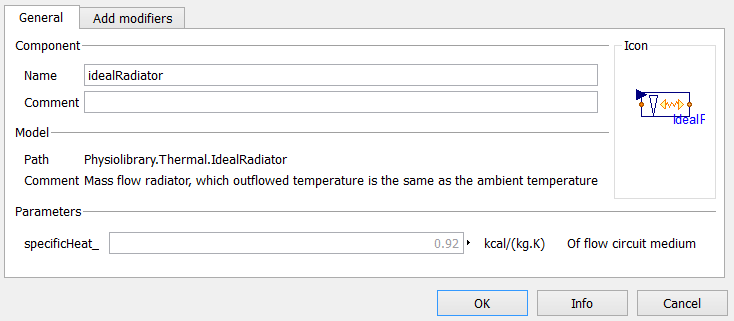 General
Add modifiers
Component
Name
idealRadiator
Comment
Icon
idealF
Model
Path
Physiolibrary.Thermal.IdealRadiator
Comment
Mass flow radiator, which outflowed temperature is the same as the ambient temperature
Parameters
specificHeat_
0.92
kcal/(kg.K)
Of flow circuit medium
OK
Info
Cancel